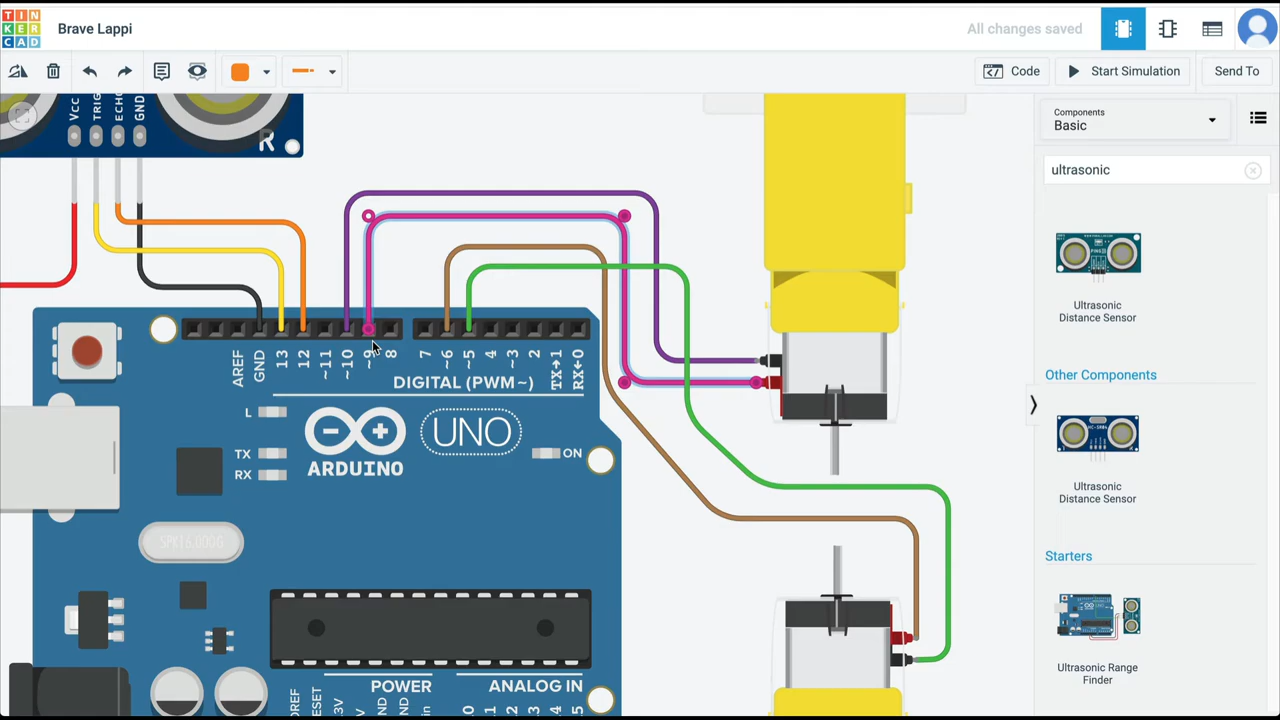 TIN
KER
CAD
Brave Lappi
All changes saved
Code
Start Simulation
Send To
VCC
TRIG
ECHO
GND
R
Components
Basic
ultrasonic
Ultrasonic
Distance Sensor
Other Components
Ultrasonic
Distance Sensor
Starters
Ultrasonic Range
Finder
AREF
GND
13
12
~11
~10
~9
8
7
~6
~5
4
~3
2
TX→1
RX←0
DIGITAL (PWM ~)
L
TX
RX
ARDUINO
UNO
ON
SPK16.000G
POWER
ANALOG IN
RESET